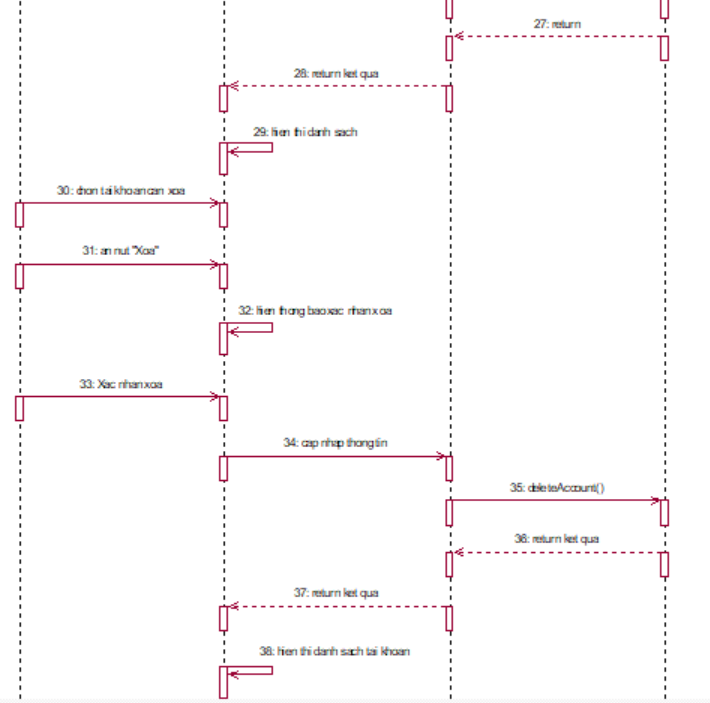 27: return
28: return ket qua
29: hien thi danh sach
30: chon tai khoan can xoa
31: an nut "Xoa"
32: hien thong bao xac nhan xoa
33: Xac nhan xoa
34: cap nhap thong tin
35: deleteAccount()
36: return ket qua
37: return ket qua
38: hien thi danh sach tai khoan